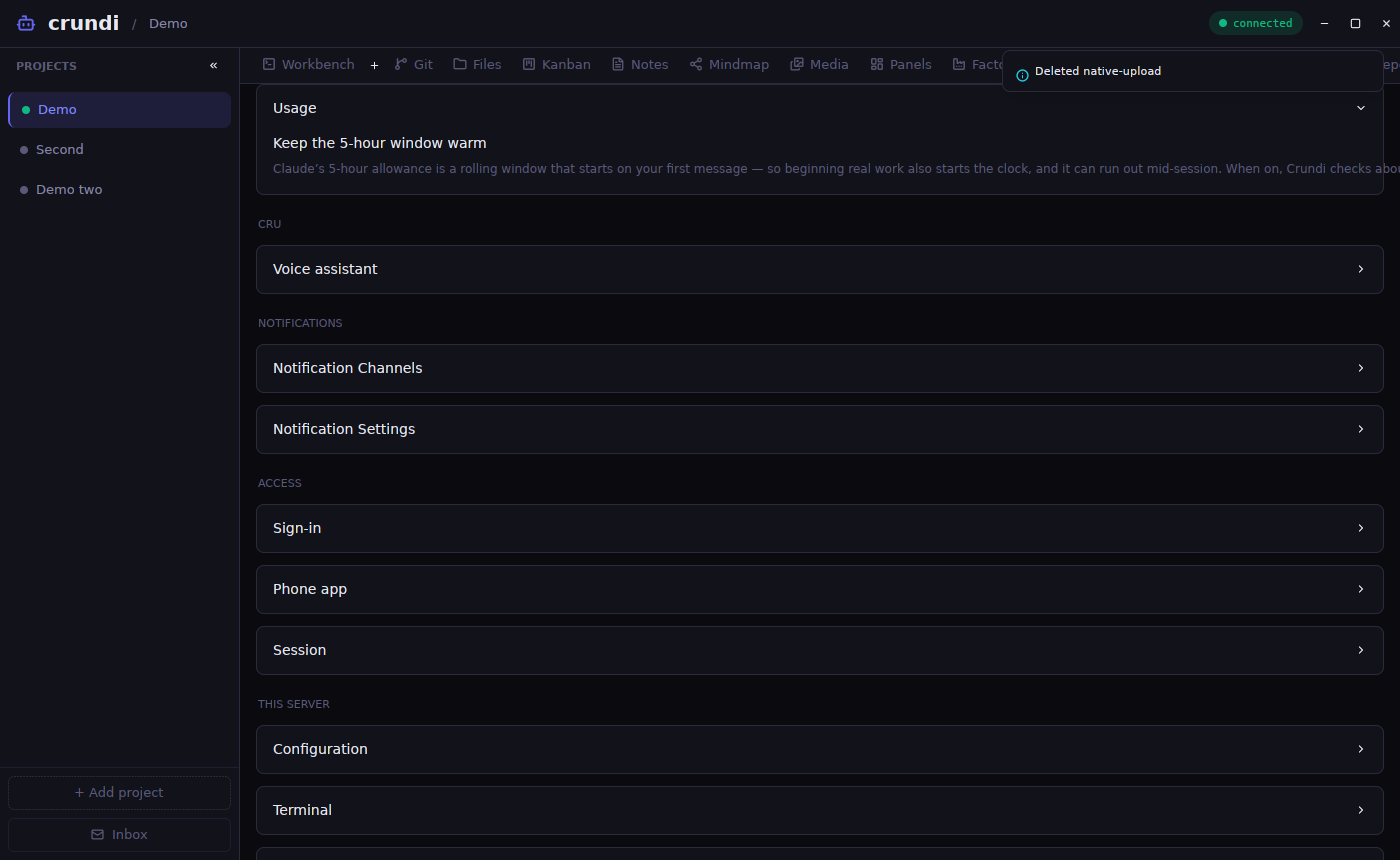 crundi / Demo
connected
PROJECTS «
Workbench + Git Files Kanban Notes Mindmap Media Panels
Deleted native-upload
Demo
Second
Demo two
Usage
Keep the 5-hour window warm
Claude’s 5-hour allowance is a rolling window that starts on your first message — so beginning real work also starts the clock, and it can run out mid-session. When on, Crundi checks
CRU
Voice assistant
NOTIFICATIONS
Notification Channels
Notification Settings
ACCESS
Sign-in
Phone app
Session
THIS SERVER
Configuration
Terminal
+ Add project
Inbox